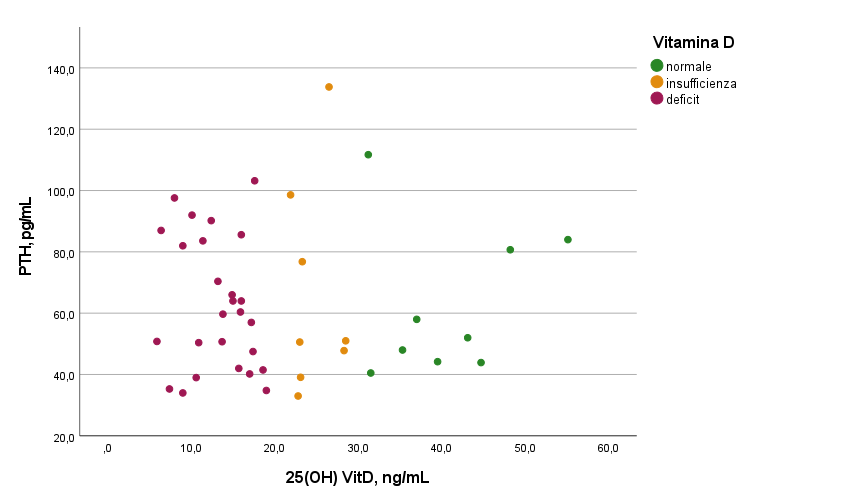 Vitamina D
normale
insufficienza
deficit
140,0
120,0
100,0
80,0
60,0
40,0
20,0
PTH, pg/mL
,0
10,0
20,0
30,0
40,0
50,0
60,0
25(OH) VitD, ng/mL